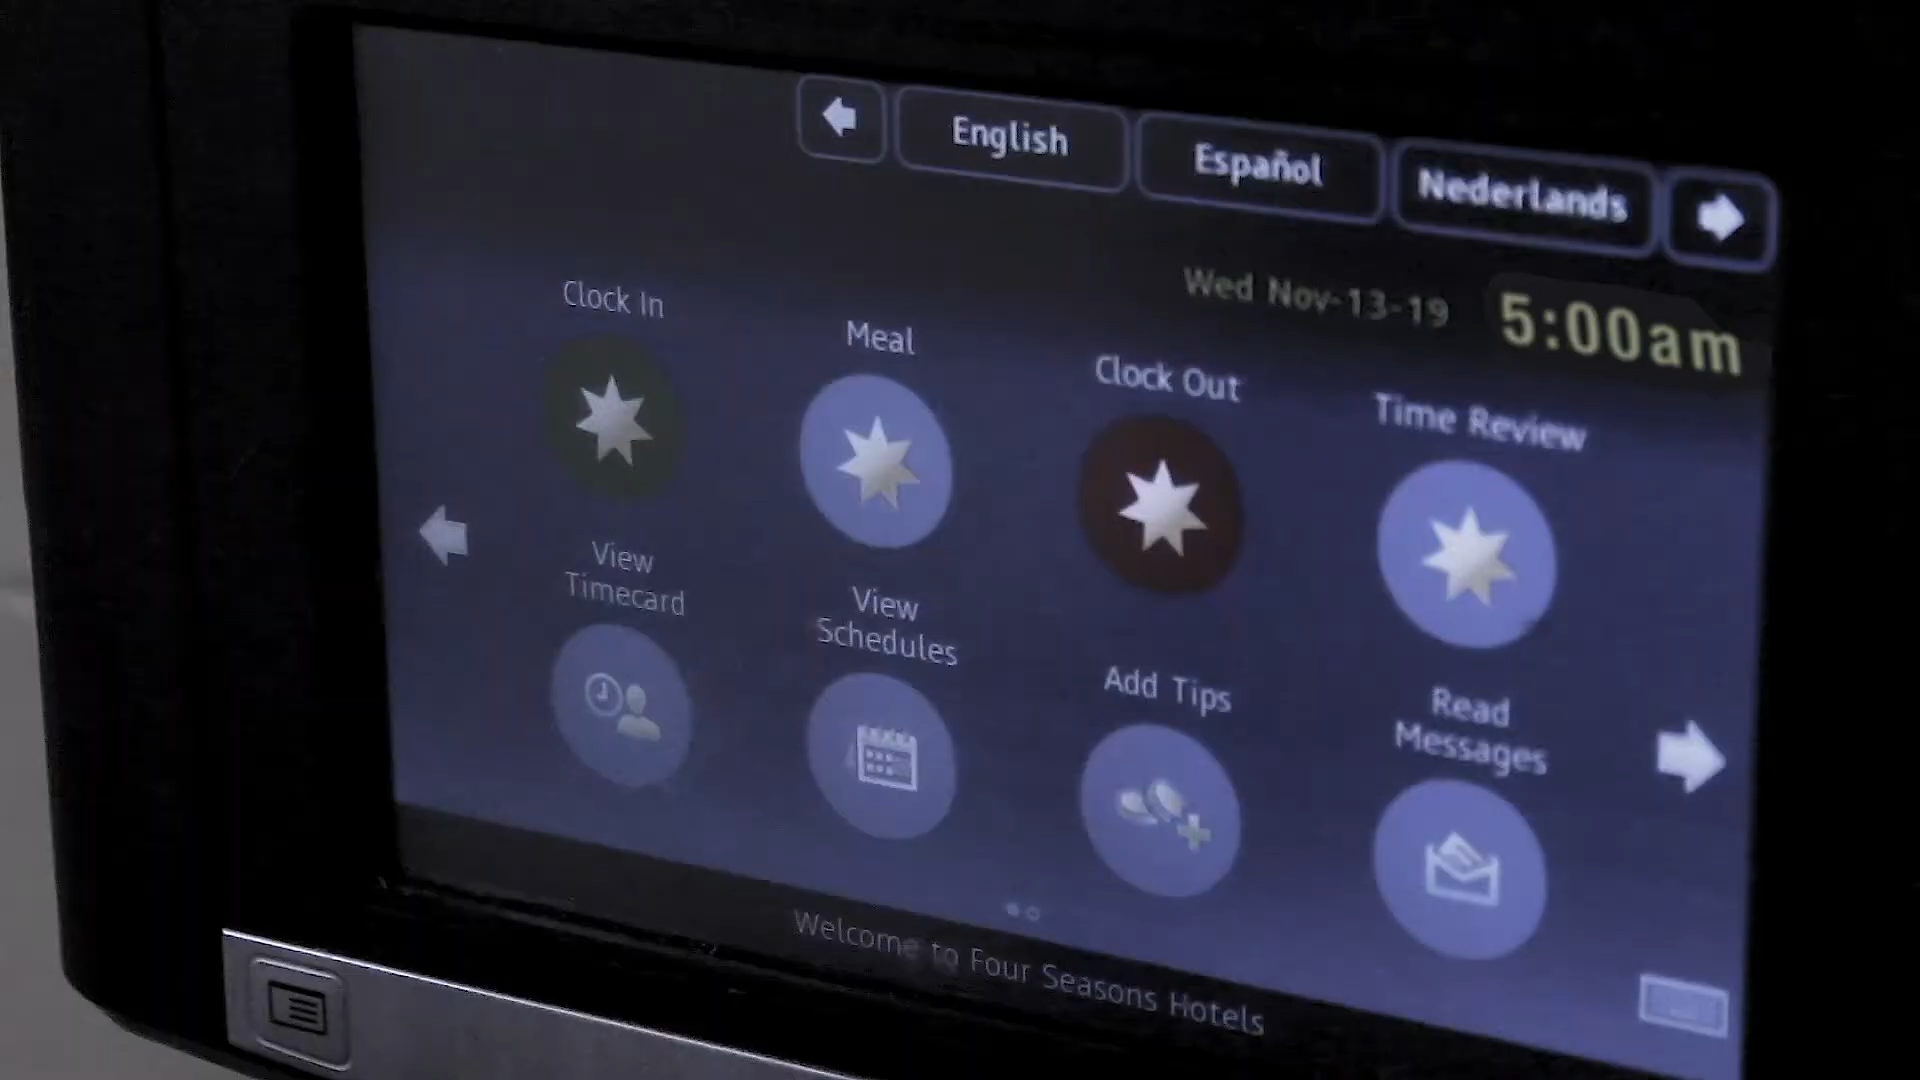 English
Español
Nederlands
Wed Nov-13-19
5:00am
Clock In
Meal
Clock Out
Time Review
View
Timecard
View
Schedules
Add Tips
Read
Messages
Welcome to Four Seasons Hotels